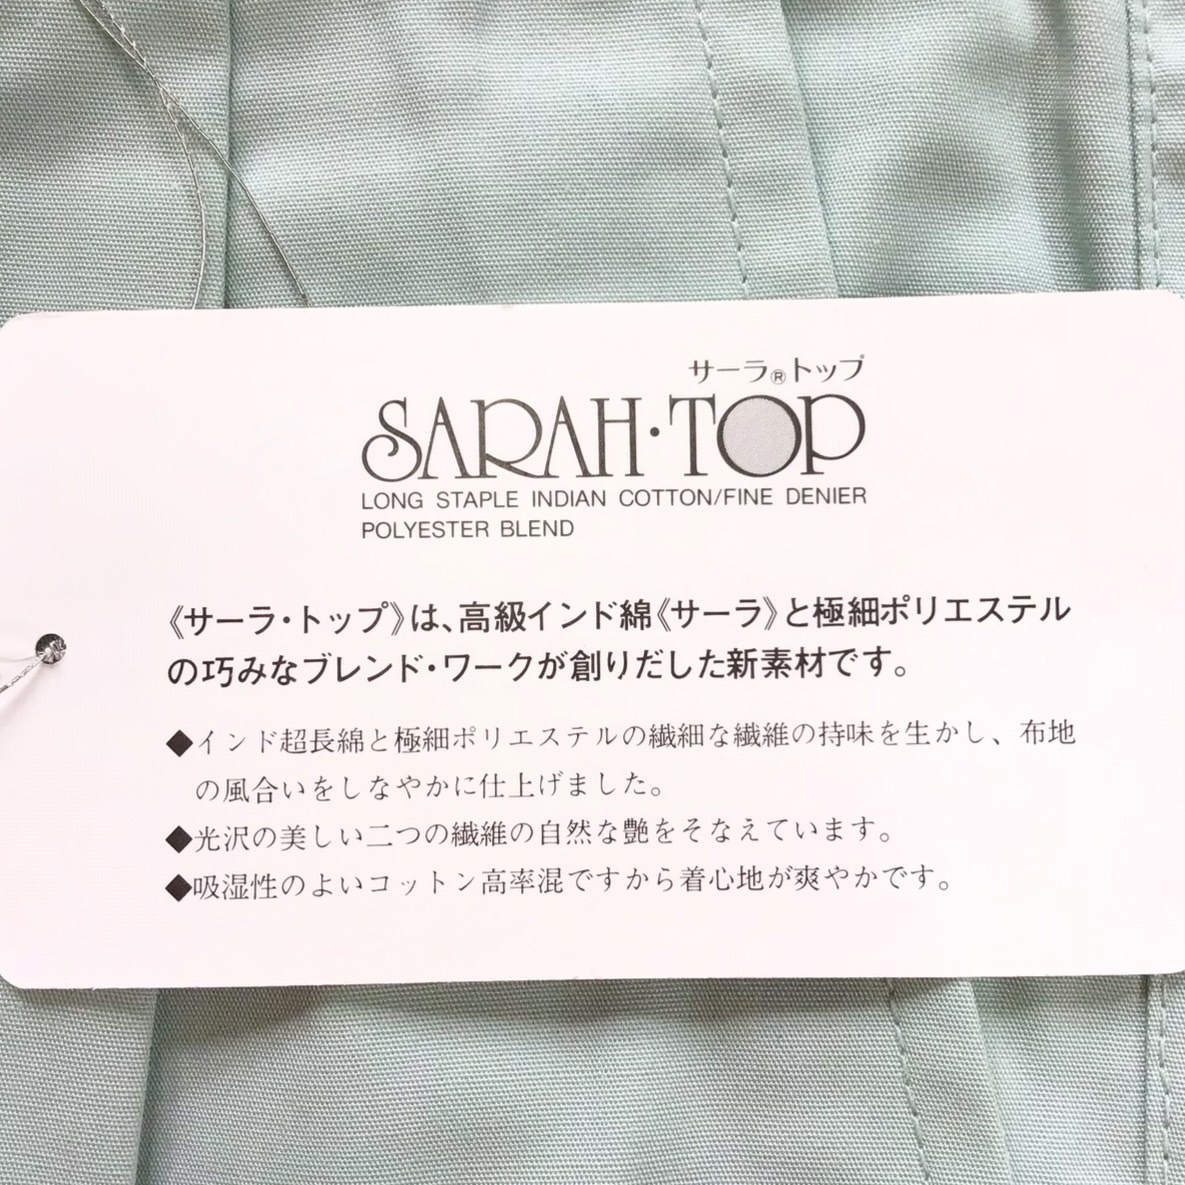 サーラ®トップ
SARAH・TOP
LONG STAPLE INDIAN COTTON/FINE DENIER
POLYESTER BLEND
《サーラ・トップ》は、高級インド綿《サーラ》と極細ポリエステル
の巧みなブレンド・ワークが創りだした新素材です。
◆インド超長綿と極細ポリエステルの繊細な繊維の持味を生かし、布地
の風合いをしなやかに仕上げました。
◆光沢の美しい二つの繊維の自然な艶をそなえています。
◆吸湿性のよいコットン高率混ですから着心地が爽やかです。